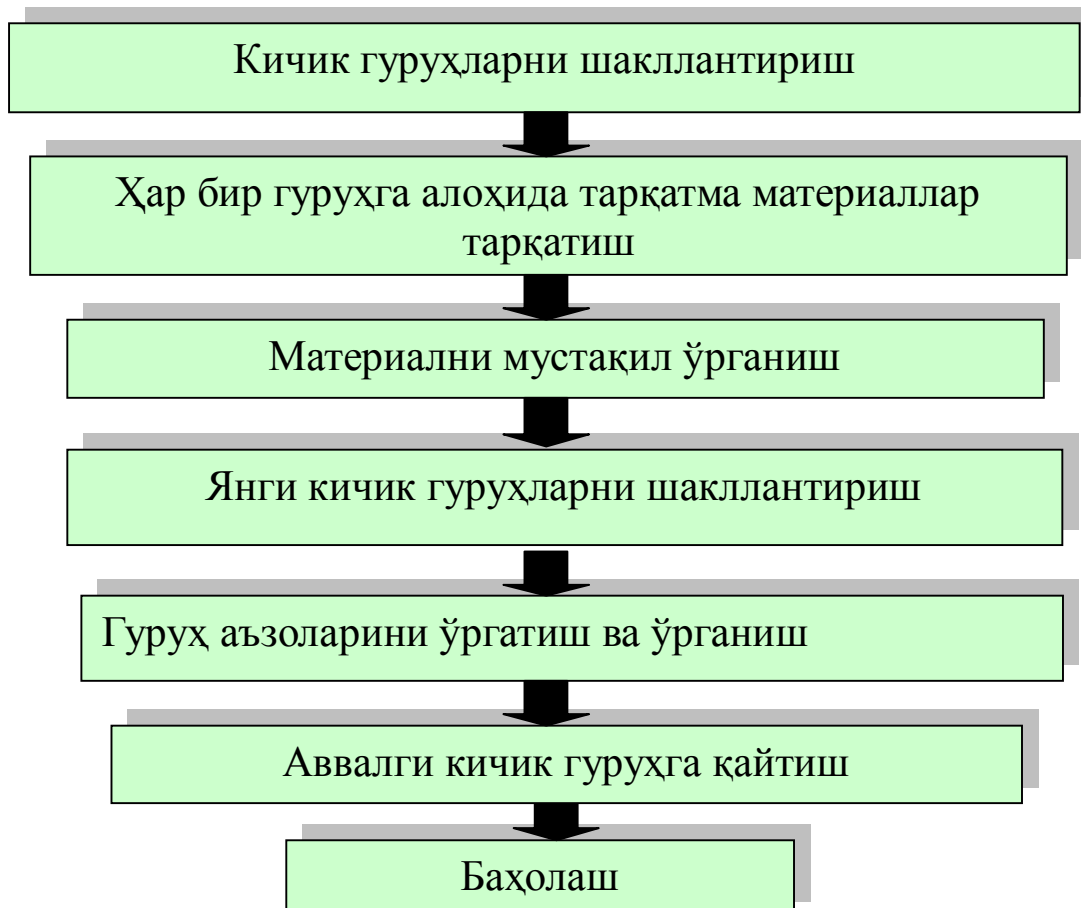 Кичик гуруҳларни шакллантириш
Ҳар бир гуруҳга алоҳида тарқатма материаллар
тарқатиш
Материални мустақил ўрганиш
Янги кичик гуруҳларни шакллантириш
Гуруҳ аъзоларини ўргатиш ва ўрганиш
Аввалги кичик гуруҳга қайтиш
Баҳолаш